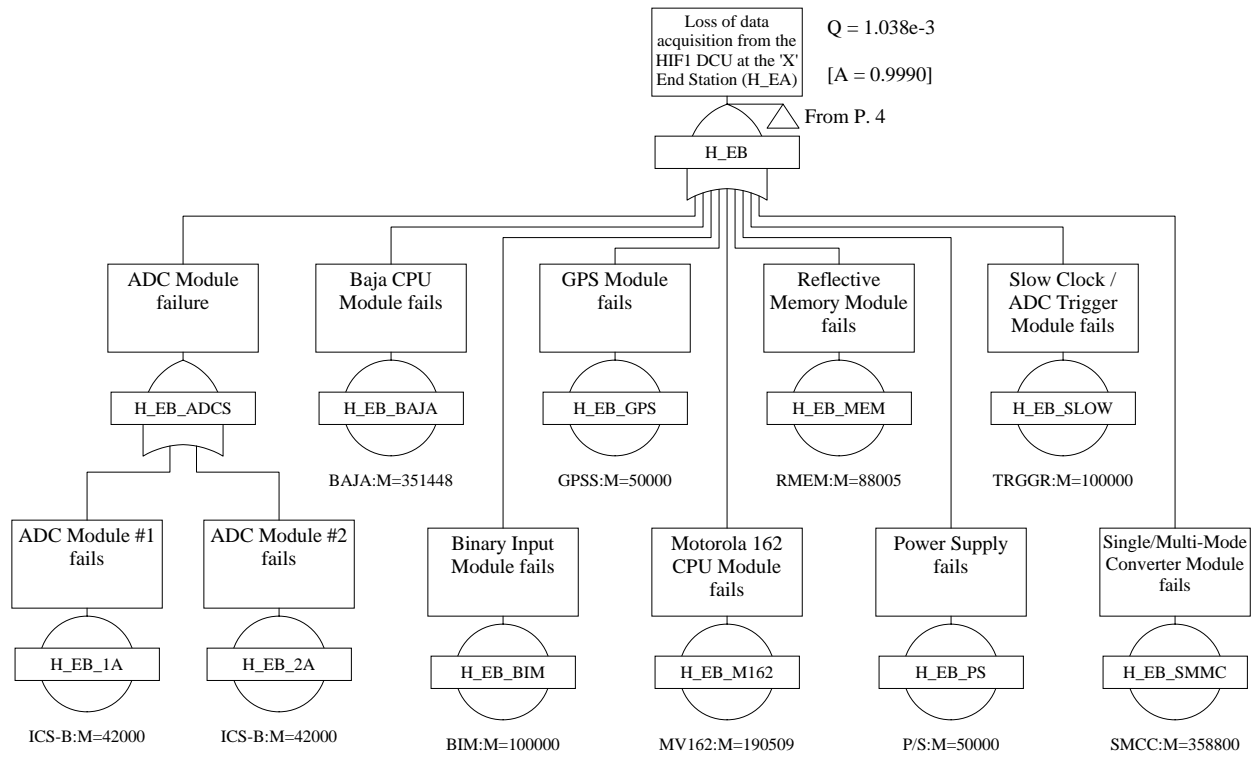 Loss of data
acquisition from the
HIF1 DCU at the 'X'
End Station (H_EA)
Q = 1.038e-3
[A = 0.9990]
From P. 4
H_EB
ADC Module
failure
H_EB_ADCS
Baja CPU
Module fails
H_EB_BAJA
BAJA:M=351448
GPS Module
fails
H_EB_GPS
GPSS:M=50000
Reflective
Memory Module
fails
H_EB_MEM
RMEM:M=88005
Slow Clock /
ADC Trigger
Module fails
H_EB_SLOW
TRGGR:M=100000
ADC Module #1
fails
H_EB_1A
ICS-B:M=42000
ADC Module #2
fails
H_EB_2A
ICS-B:M=42000
Binary Input
Module fails
H_EB_BIM
BIM:M=100000
Motorola 162
CPU Module
fails
H_EB_M162
MV162:M=190509
Power Supply
fails
H_EB_PS
P/S:M=50000
Single/Multi-Mode
Converter Module
fails
H_EB_SMMC
SMCC:M=358800